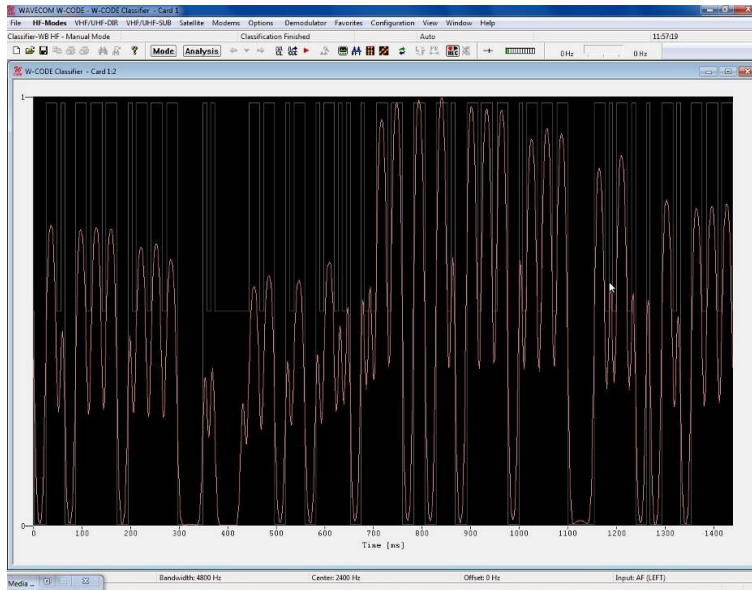 WAVECOM W-CODE - W-CODE Classifier - Card 1
File HF-Modes VHF/UHF-DIR VHF/UHF-SUB Satellite Modems Options Demodulator Favorites Configuration View Window Help
Classifier-WB HF - Manual Mode Classification Finished Auto 11:57:19
Mode Analysis 0 Hz 0 Hz
W-CODE Classifier - Card 1:2
1
0
0 100 200 300 400 500 600 700 800 900 1000 1100 1200 1300 1400
Time [ms]
Media ... Bandwidth: 4800 Hz Center: 2400 Hz Offset: 0 Hz Input: AF (LEFT)